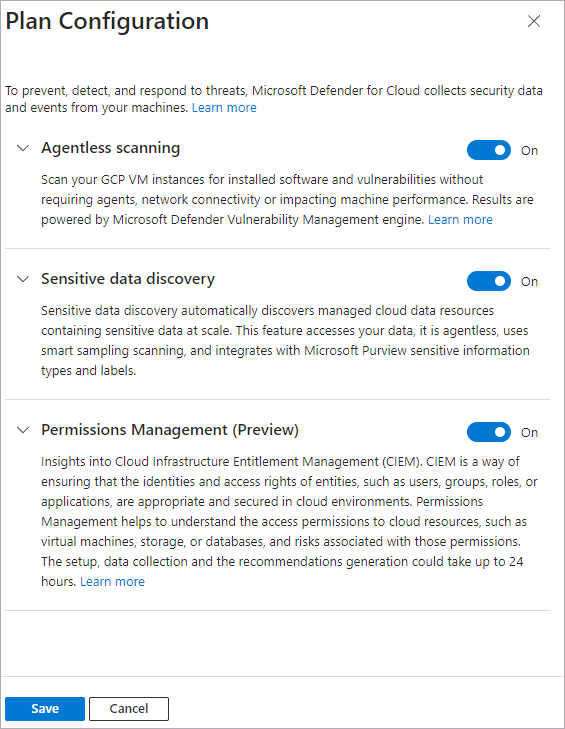 Plan Configuration
To prevent, detect, and respond to threats, Microsoft Defender for Cloud collects security data
and events from your machines. Learn more
Agentless scanning
On
Scan your GCP VM instances for installed software and vulnerabilities without
requiring agents, network connectivity or impacting machine performance. Results are
powered by Microsoft Defender Vulnerability Management engine. Learn more
Sensitive data discovery
On
Sensitive data discovery automatically discovers managed cloud data resources
containing sensitive data at scale. This feature accesses your data, it is agentless, uses
smart sampling scanning, and integrates with Microsoft Purview sensitive information
types and labels.
Permissions Management (Preview)
On
Insights into Cloud Infrastructure Entitlement Management (CIEM). CIEM is a way of
ensuring that the identities and access rights of entities, such as users, groups, roles, or
applications, are appropriate and secured in cloud environments. Permissions
Management helps to understand the access permissions to cloud resources, such as
virtual machines, storage, or databases, and risks associated with those permissions.
The setup, data collection and the recommendations generation could take up to 24
hours. Learn more
Save
Cancel